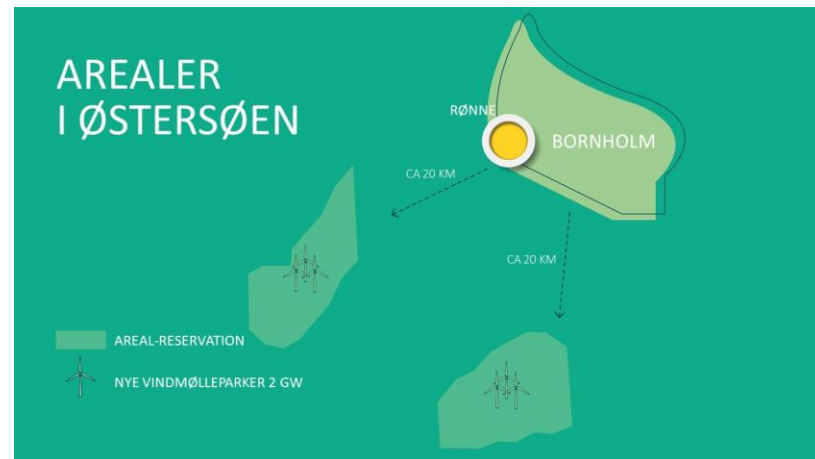 AREALER
I ØSTERSØEN
RØNNE
BORNHOLM
CA 20 KM
CA 20 KM
AREAL-RESERVATION
NYE VINDMØLLEPARKER 2 GW